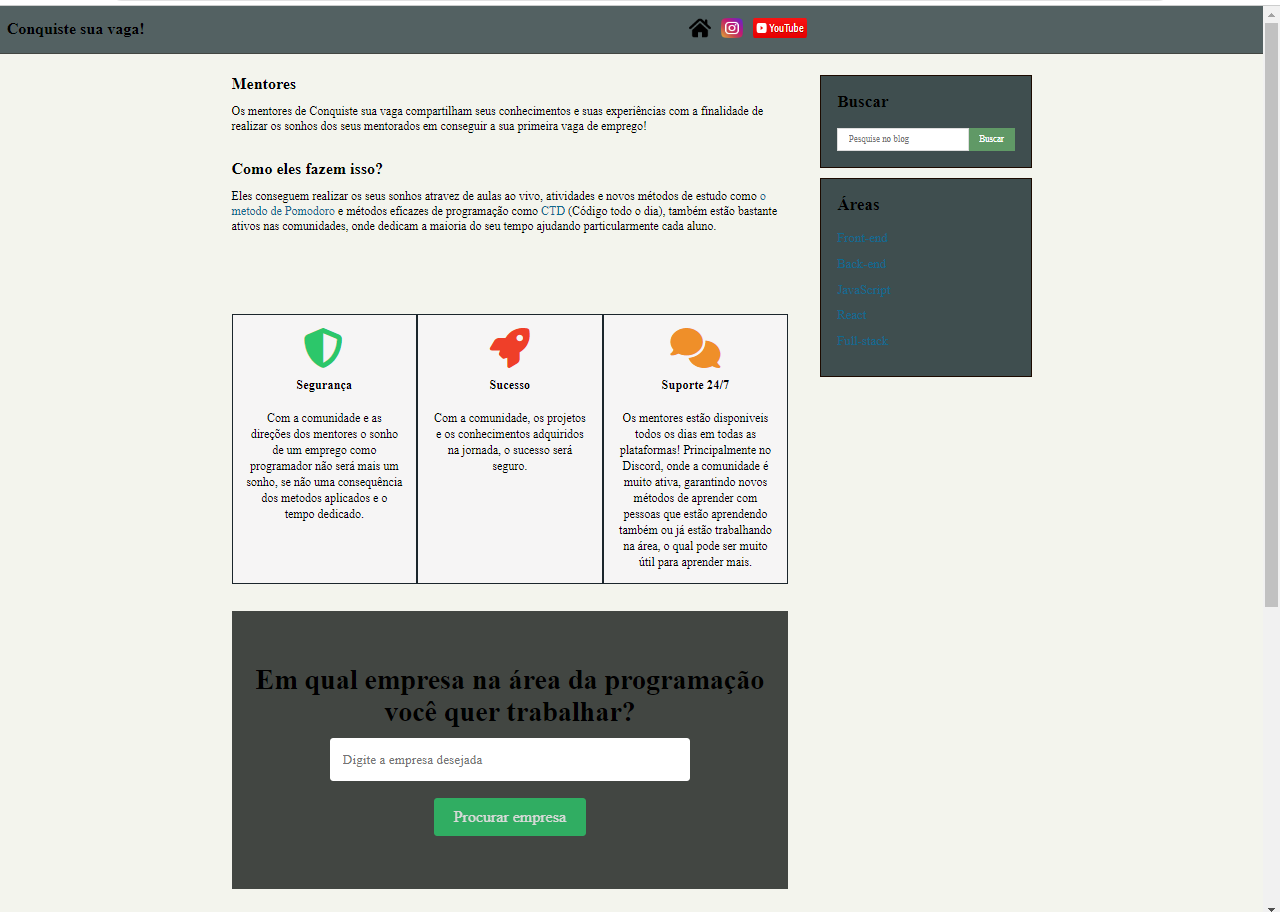 Conquiste sua vaga!
YouTube
Mentores
Os mentores de Conquiste sua vaga compartilham seus conhecimentos e suas experiências com a finalidade de
realizar os sonhos dos seus mentorados em conseguir a sua primeira vaga de emprego!
Como eles fazem isso?
Eles conseguem realizar os seus sonhos atravez de aulas ao vivo, atividades e novos métodos de estudo como o
metodo de Pomodoro e métodos eficazes de programação como CTD (Código todo o dia), também estão bastante
ativos nas comunidades, onde dedicam a maioria do seu tempo ajudando particularmente cada aluno.
Buscar
Pesquise no blog
Buscar
Áreas
Front-end
Back-end
JavaScript
React
Full-stack
Segurança
Com a comunidade e as
direções dos mentores o sonho
de um emprego como
programador não será mais um
sonho, se não uma consequência
dos metodos aplicados e o
tempo dedicado.
Sucesso
Com a comunidade, os projetos
e os conhecimentos adquiridos
na jornada, o sucesso será
seguro.
Suporte 24/7
Os mentores estão disponiveis
todos os dias em todas as
plataformas! Principalmente no
Discord, onde a comunidade é
muito ativa, garantindo novos
métodos de aprender com
pessoas que estão aprendendo
também ou já estão trabalhando
na área, o qual pode ser muito
útil para aprender mais.
Em qual empresa na área da programação
você quer trabalhar?
Digite a empresa desejada
Procurar empresa